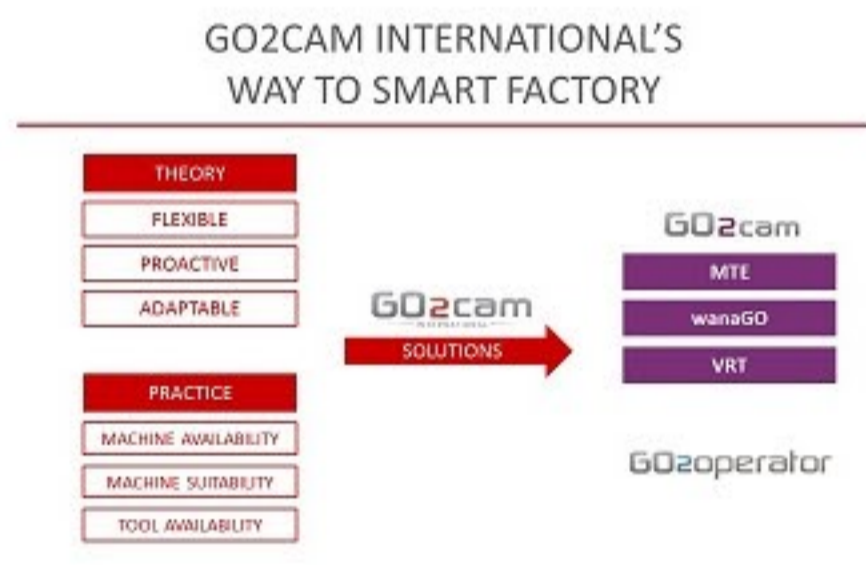 GO2CAM INTERNATIONAL'S
WAY TO SMART FACTORY
THEORY
FLEXIBLE
PROACTIVE
ADAPTABLE
PRACTICE
MACHINE AVAILABILITY
MACHINE SUITABILITY
TOOL AVAILABILITY
GO2cam
INTERNATIONAL
SOLUTIONS
GO2cam
MTE
wanaGO
VRT
GO2operator